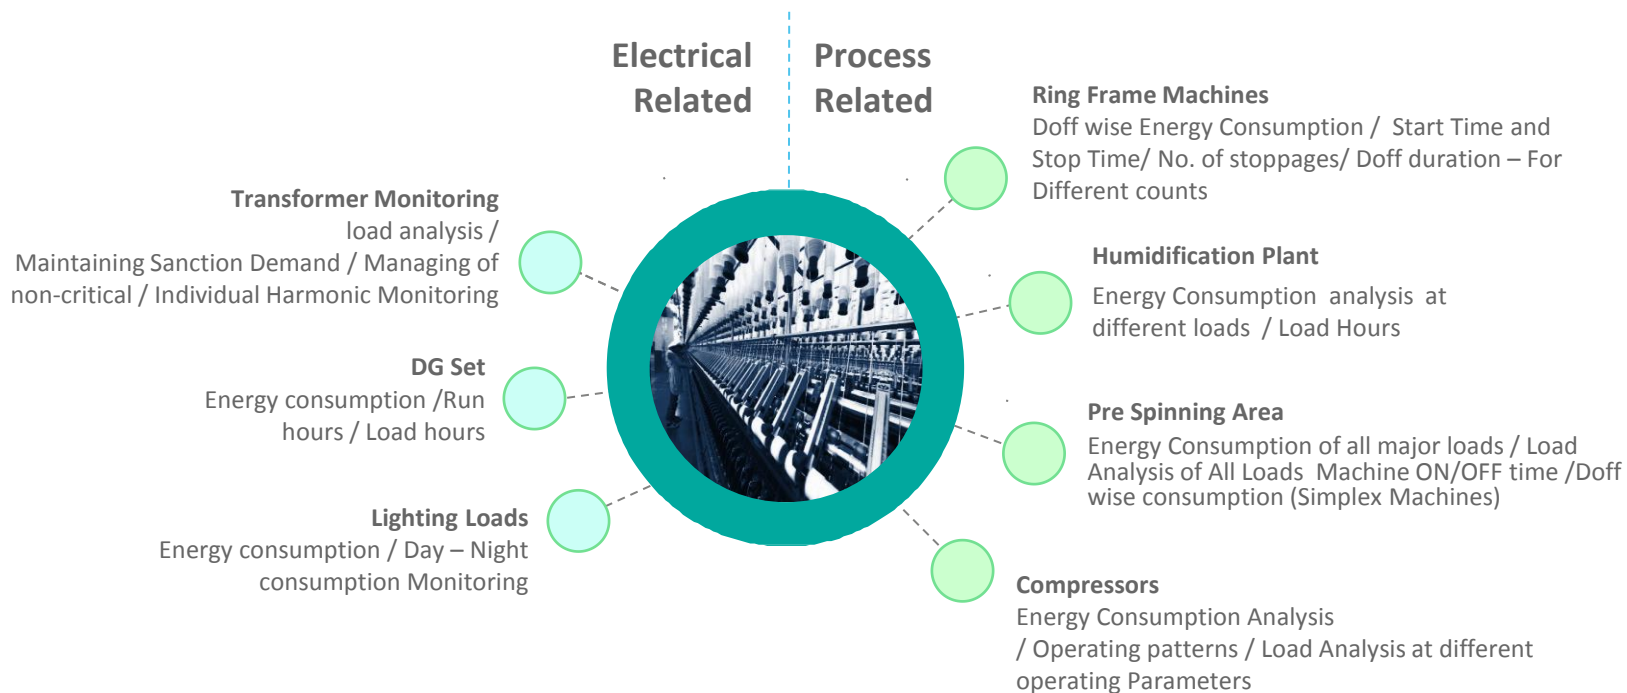 Electrical
Related
Process
Related
Transformer Monitoring
load analysis /
Maintaining Sanction Demand / Managing of
non-critical / Individual Harmonic Monitoring
DG Set
Energy consumption /Run
hours / Load hours
Lighting Loads
Energy consumption / Day – Night
consumption Monitoring
Ring Frame Machines
Doff wise Energy Consumption /  Start Time and
Stop Time/ No. of stoppages/ Doff duration – For
Different counts
Humidification Plant
Energy Consumption  analysis  at
different loads  / Load Hours
Pre Spinning Area
Energy Consumption of all major loads / Load
Analysis of All Loads  Machine ON/OFF time /Doff
wise consumption (Simplex Machines)
Compressors
Energy Consumption Analysis
/ Operating patterns / Load Analysis at different
operating Parameters